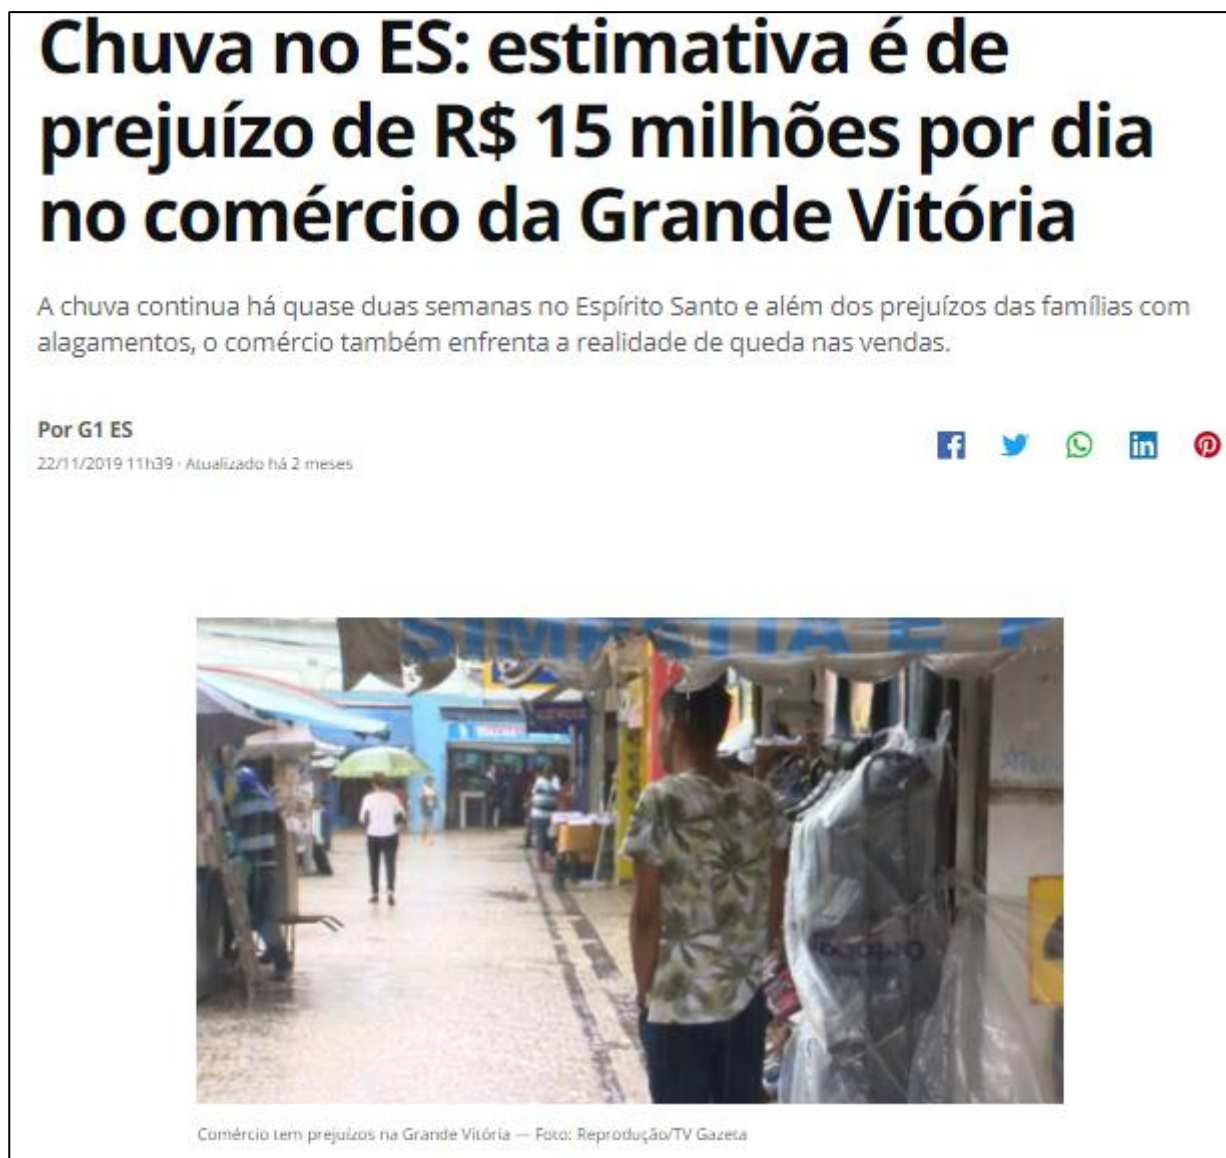 Chuva no ES: estimativa é de
prejuízo de R$ 15 milhões por dia
no comércio da Grande Vitória
A chuva continua há quase duas semanas no Espírito Santo e além dos prejuízos das famílias com
alagamentos, o comércio também enfrenta a realidade de queda nas vendas.
Por G1 ES
22/11/2019 11h39 · Atualizado há 2 meses
SIMPATIA E
Comércio tem prejuízos na Grande Vitória — Foto: Reprodução/TV Gazeta